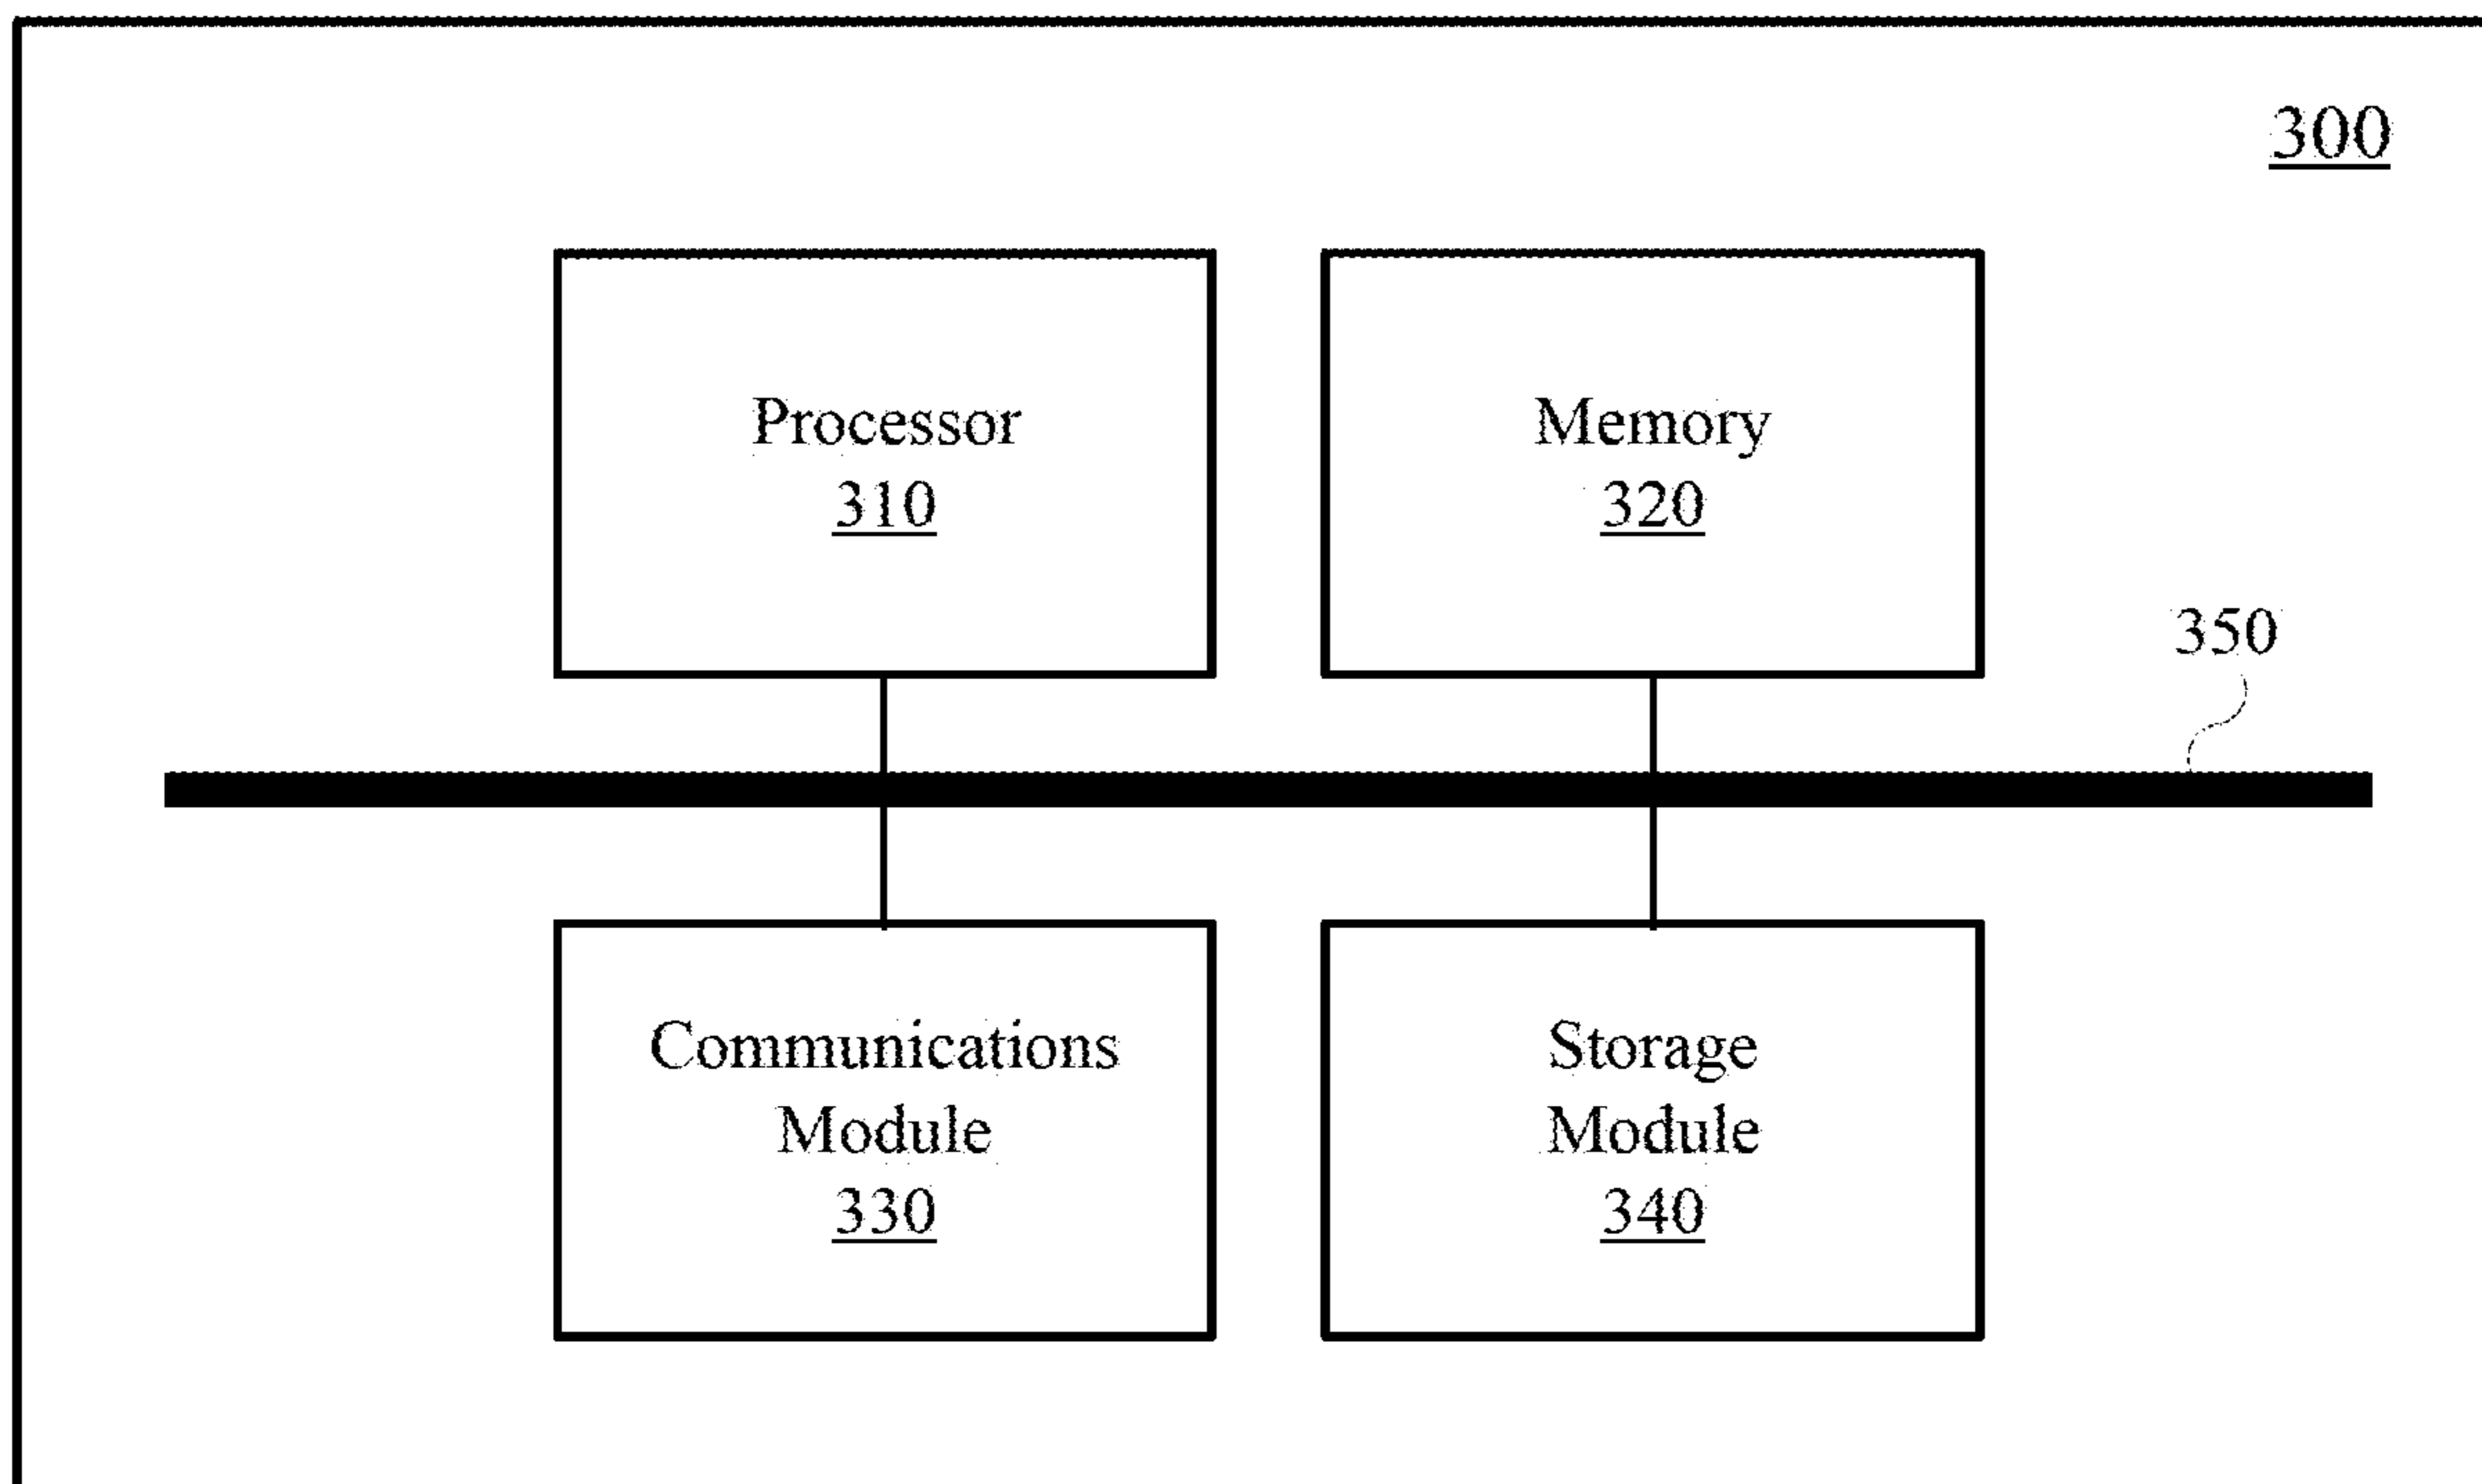 300
Processor
310
Memory
320
350
Communications
Module
330
Storage
Module
340